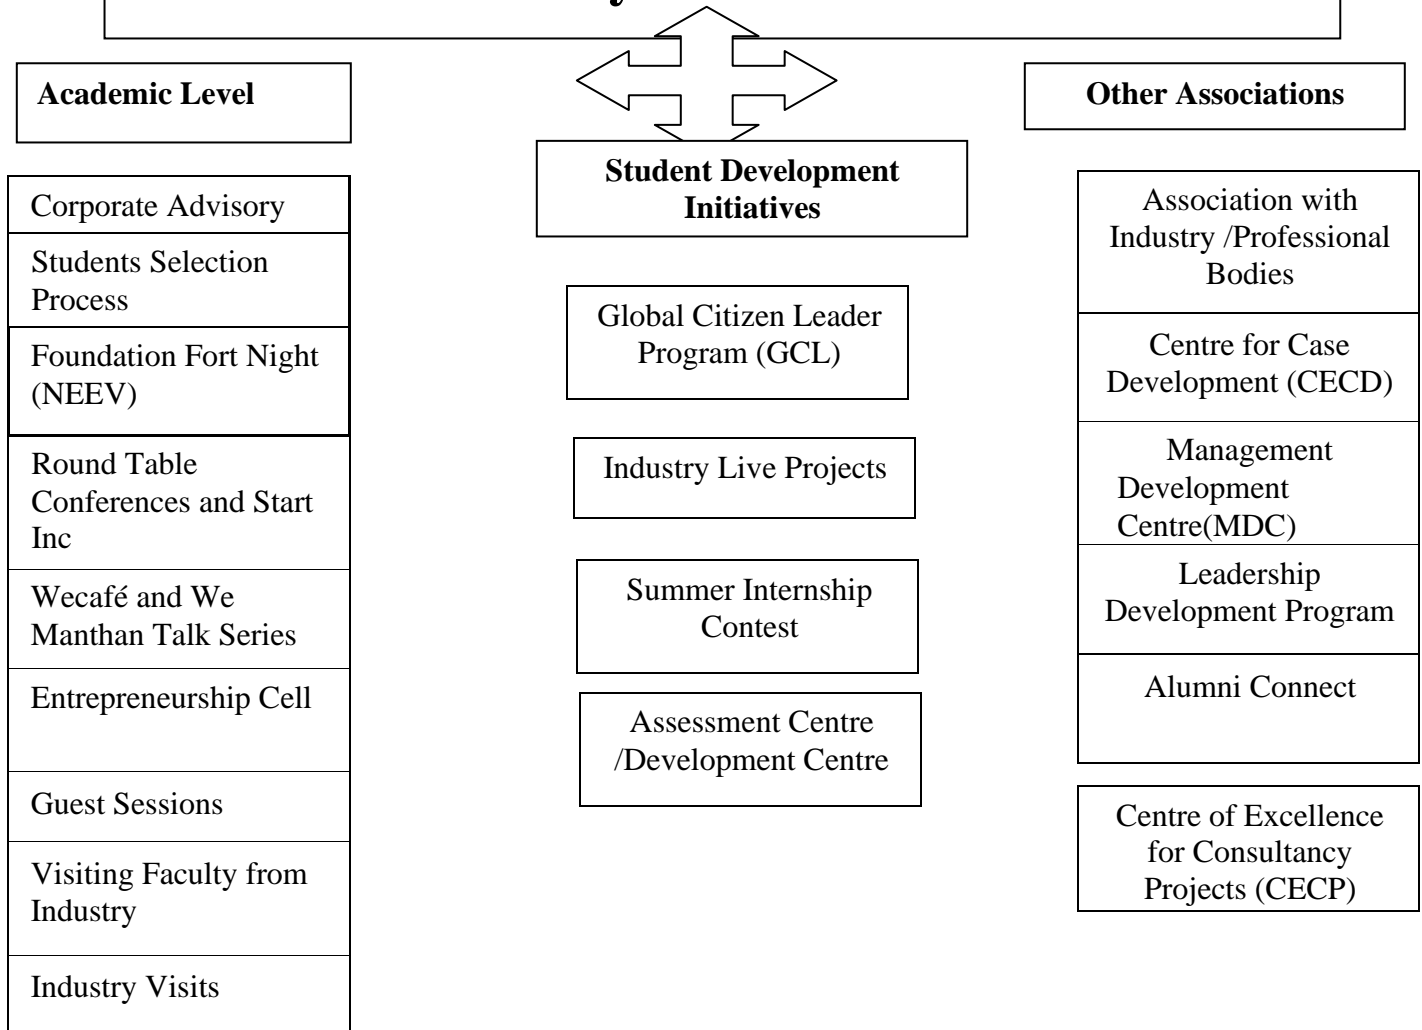 Academic Level
Corporate Advisory
Students Selection
Process
Foundation Fort Night
(NEEV)
Round Table
Conferences and Start
Inc
Wecafé and We
Manthan Talk Series
Entrepreneurship Cell
Guest Sessions
Visiting Faculty from
Industry
Industry Visits
Student Development
Initiatives
Global Citizen Leader
Program (GCL)
Industry Live Projects
Summer Internship
Contest
Assessment Centre
/Development Centre
Other Associations
Association with
Industry /Professional
Bodies
Centre for Case
Development (CECD)
Management
Development
Centre(MDC)
Leadership
Development Program
Alumni Connect
Centre of Excellence
for Consultancy
Projects (CECP)